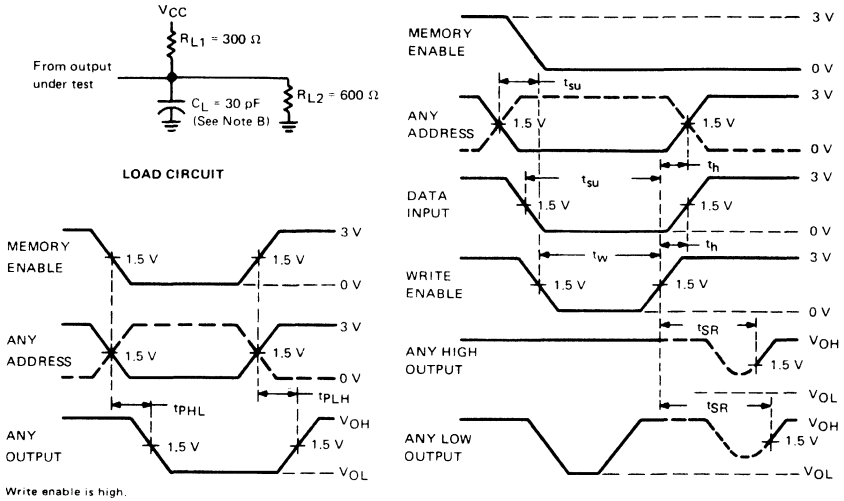 VCC
RL1 = 300 Ω
From output
under test
CL = 30 pF
(See Note B)
RL2 = 600 Ω
LOAD CIRCUIT
MEMORY
ENABLE
1.5 V
1.5 V
3 V
0 V
ANY
ADDRESS
1.5 V
1.5 V
3 V
0 V
tPHL
tPLH
ANY
OUTPUT
1.5 V
1.5 V
VOH
VOL
Write enable is high.
MEMORY
ENABLE
3 V
0 V
tsu
ANY
ADDRESS
1.5 V
1.5 V
3 V
0 V
th
DATA
INPUT
tsu
1.5 V
1.5 V
3 V
0 V
th
WRITE
ENABLE
tw
1.5 V
1.5 V
3 V
0 V
tSR
ANY HIGH
OUTPUT
1.5 V
VOH
VOL
tSR
ANY LOW
OUTPUT
1.5 V
VOH
VOL